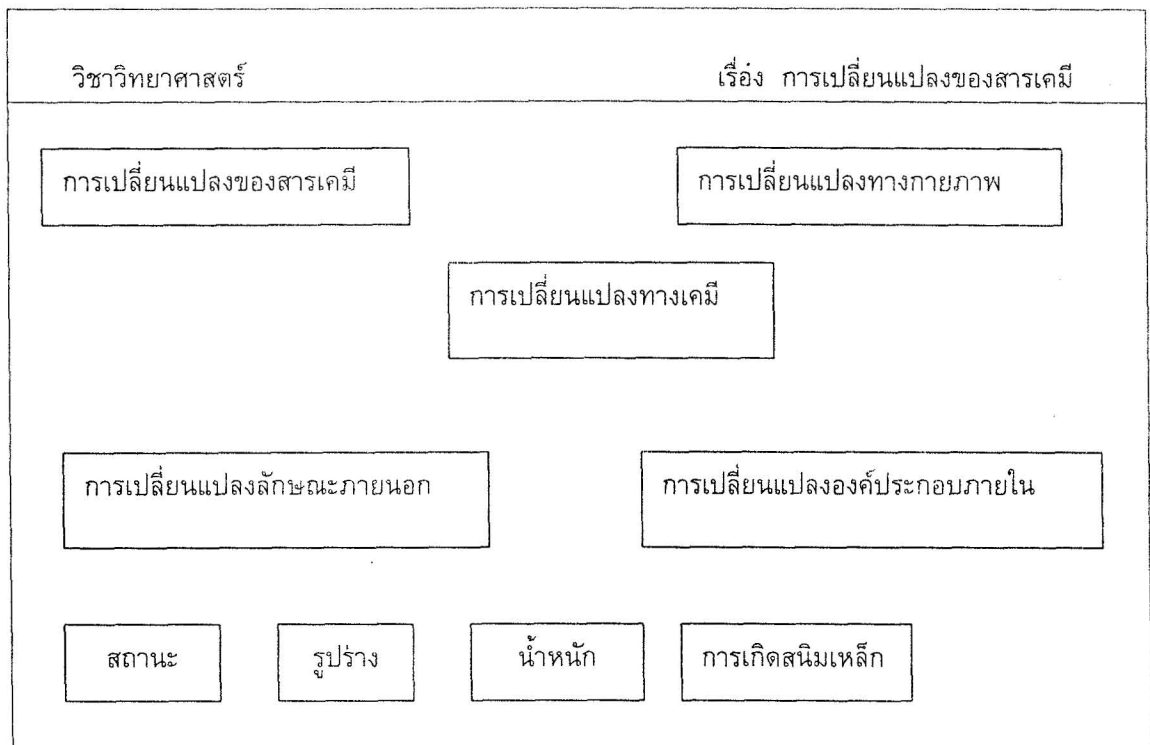 วิชาวิทยาศาสตร์ เรื่อง การเปลี่ยนแปลงของสารเคมี
การเปลี่ยนแปลงของสารเคมี การเปลี่ยนแปลงทางกายภาพ
การเปลี่ยนแปลงทางเคมี
การเปลี่ยนแปลงลักษณะภายนอก การเปลี่ยนแปลงองค์ประกอบภายใน
สถานะ รูปร่าง น้ำหนัก การเกิดสนิมเหล็ก